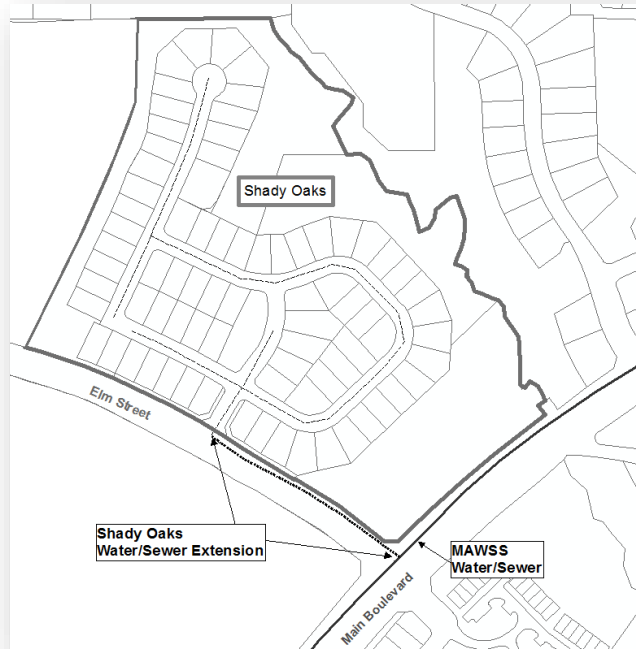 Shady Oaks
Elm Street
Shady Oaks
Water/Sewer Extension
MAWSS
Water/Sewer
Main Boulevard